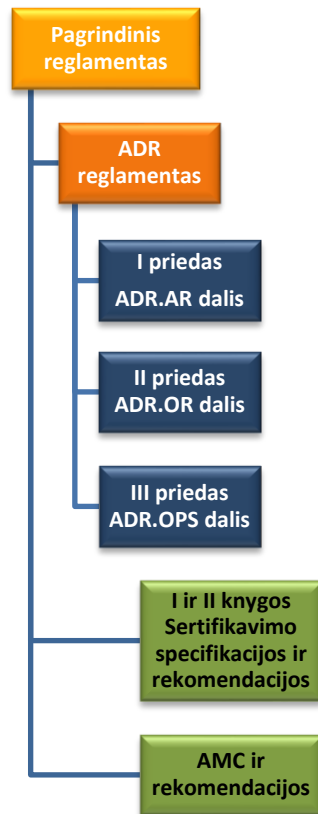 Pagrindinis
reglamentas
ADR
reglamentas
I priedas
ADR.AR dalis
II priedas
ADR.OR dalis
III priedas
ADR.OPS dalis
I ir II knygos
Sertifikavimo
specifikacijos ir
rekomendacijos
AMC ir
rekomendacijos